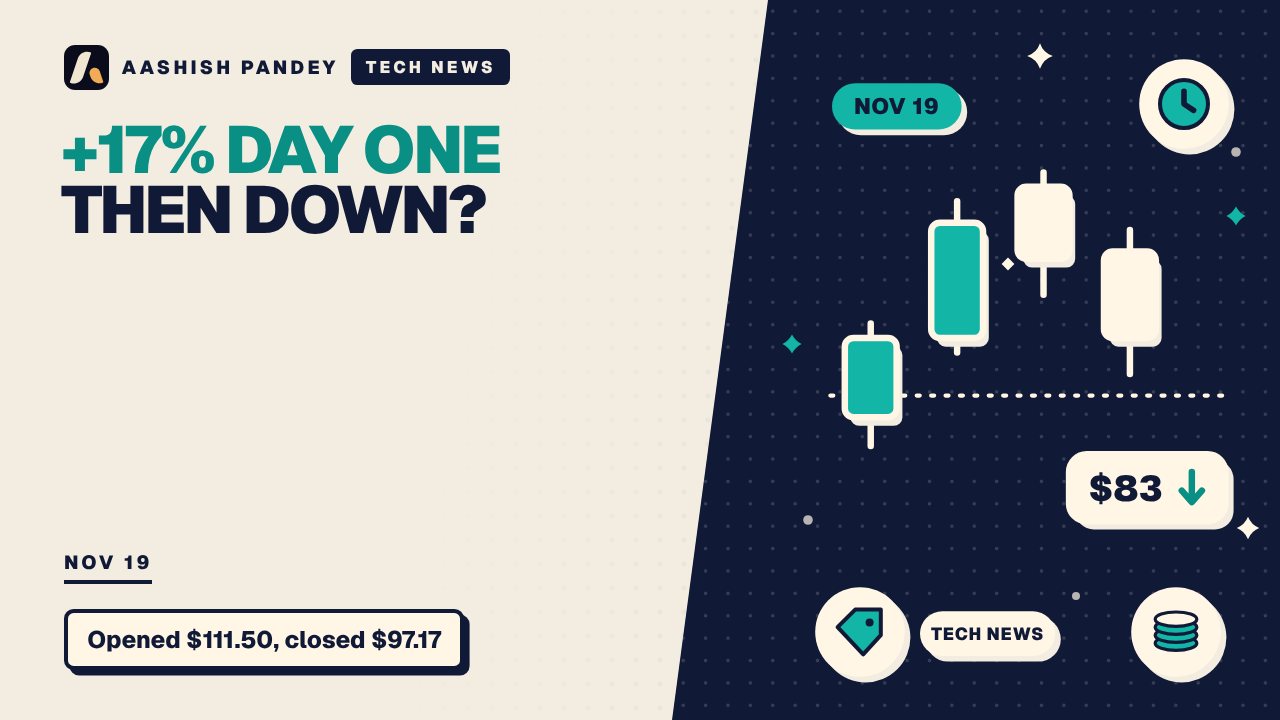 AASHISH PANDEY
TECH NEWS
+17% DAY ONE
THEN DOWN?
NOV 19
Opened $111.50, closed $97.17
NOV 19
$83
TECH NEWS